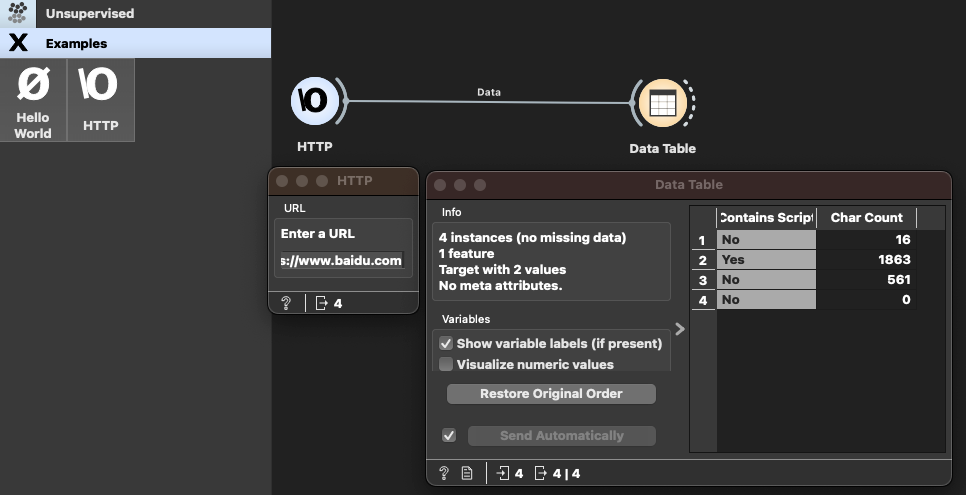 Unsupervised
Examples
Hello
World
HTTP
Data
HTTP
Data Table
HTTP
URL
Enter a URL
s://www.baidu.com
? 4
Data Table
Info
4 instances (no missing data)
1 feature
Target with 2 values
No meta attributes.
Variables
Show variable labels (if present)
Visualize numeric values
Restore Original Order
Send Automatically
? 4 4 | 4
Contains Script Char Count
1 No 16
2 Yes 1863
3 No 561
4 No 0